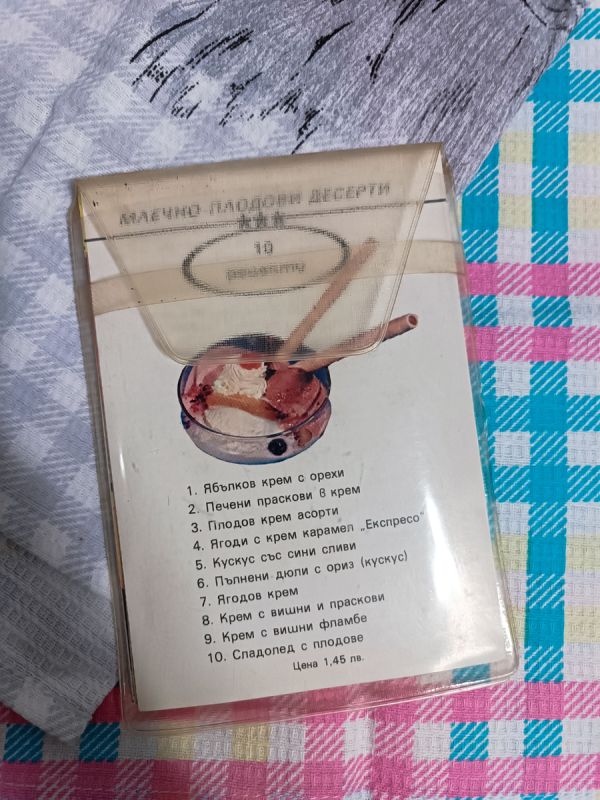 МЛЕЧНО-ПЛОДОВИ ДЕСЕРТИ
10
рецепти
1. Ябълков крем с орехи
2. Печени праскови в крем
3. Плодов крем асорти
4. Ягоди с крем карамел „Експресо“
5. Кускус със сини сливи
6. Пълнени дюли с ориз (кускус)
7. Ягодов крем
8. Крем с вишни и праскови
9. Крем с вишни фламбе
10. Сладолед с плодове
Цена 1,45 лв.